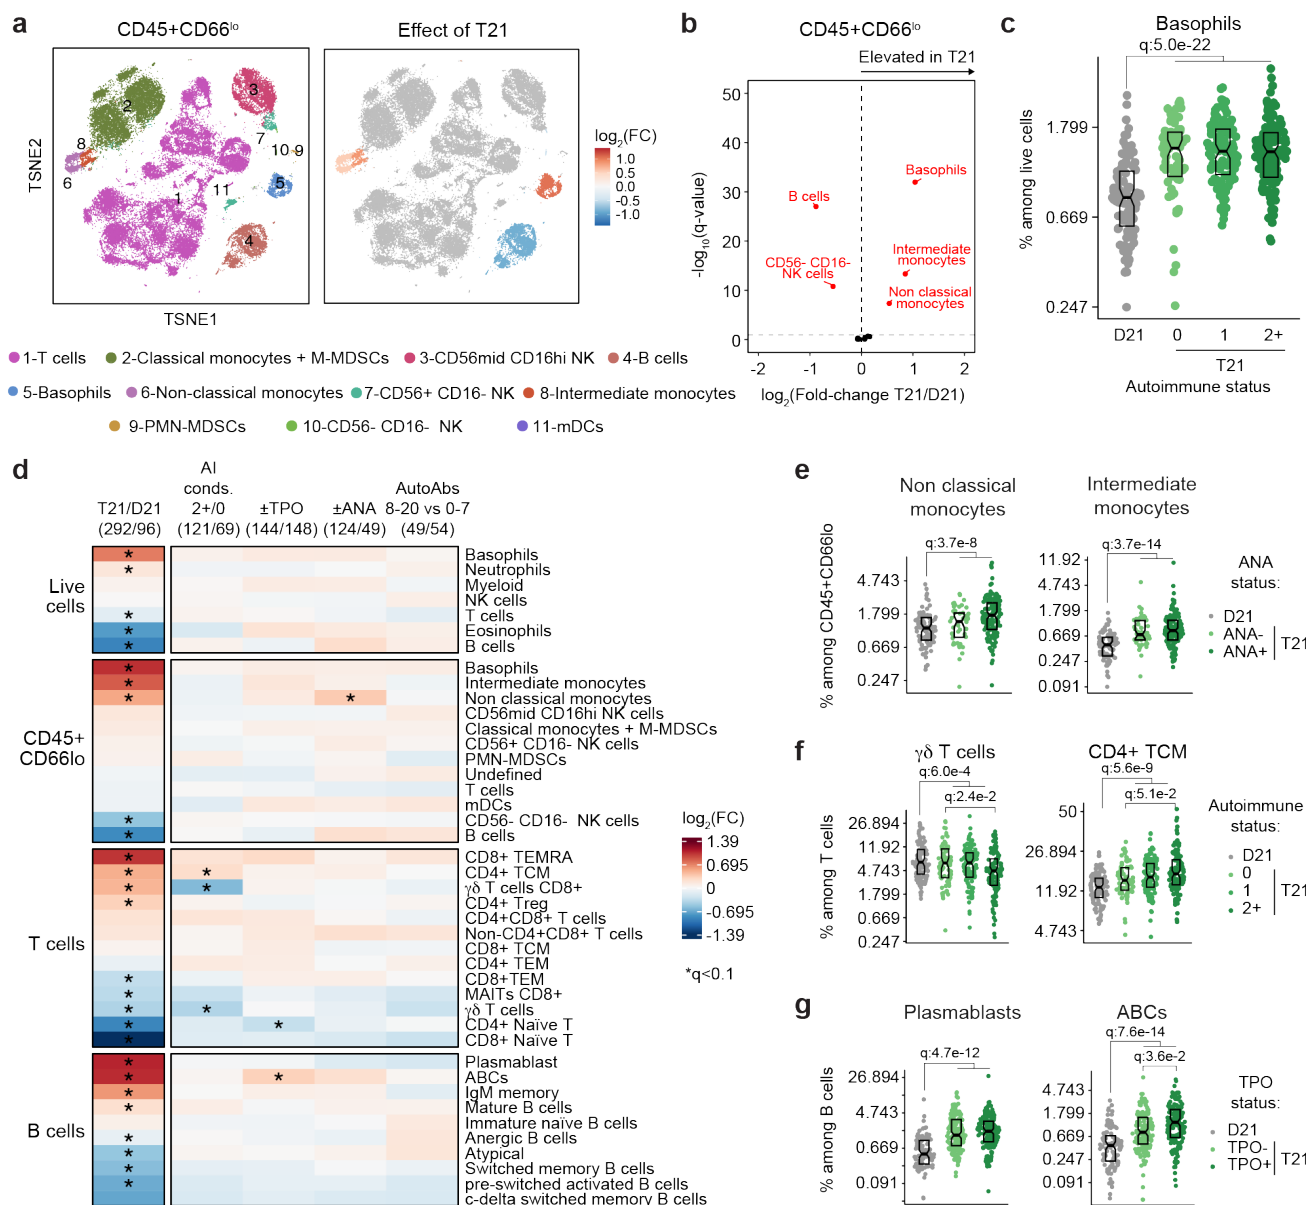 a
CD45+CD66lo
Effect of T21
TSNE2
TSNE1
1
2
3
4
5
6
7
8
10
9
11
log2(FC)
1.0
0.5
0.0
-0.5
-1.0
1-T cells
2-Classical monocytes + M-MDSCs
3-CD56mid CD16hi NK
4-B cells
5-Basophils
6-Non-classical monocytes
7-CD56+ CD16- NK
8-Intermediate monocytes
9-PMN-MDSCs
10-CD56- CD16- NK
11-mDCs
b
CD45+CD66lo
Elevated in T21
-log10(q-value)
50
40
30
20
10
0
Basophils
B cells
Intermediate
monocytes
CD56- CD16-
NK cells
Non classical
monocytes
-2
-1
0
1
2
log2(Fold-change T21/D21)
c
Basophils
q:5.0e-22
% among live cells
1.799
0.669
0.247
D21
0
1
2+
T21
Autoimmune status
d
T21/D21
(292/96)
AI
conds.
2+/0
(121/69)
±TPO
(144/148)
±ANA
(124/49)
AutoAbs
8-20 vs 0-7
(49/54)
Live
cells
Basophils
Neutrophils
Myeloid
NK cells
T cells
Eosinophils
B cells
CD45+
CD66lo
Basophils
Intermediate monocytes
Non classical monocytes
CD56mid CD16hi NK cells
Classical monocytes + M-MDSCs
CD56+ CD16- NK cells
PMN-MDSCs
Undefined
T cells
mDCs
CD56- CD16- NK cells
B cells
T cells
CD8+ TEMRA
CD4+ TCM
γδ T cells CD8+
CD4+ Treg
CD4+CD8+ T cells
Non-CD4+CD8+ T cells
CD8+ TCM
CD4+ TEM
CD8+TEM
MAITs CD8+
γδ T cells
CD4+ Naïve T
CD8+ Naïve T
B cells
Plasmablast
ABCs
IgM memory
Mature B cells
Immature naïve B cells
Anergic B cells
Atypical
Switched memory B cells
pre-switched activated B cells
c-delta switched memory B cells
log2(FC)
1.39
0.695
0
-0.695
-1.39
*q<0.1
e
Non classical
monocytes
q:3.7e-8
% among CD45+CD66lo
4.743
1.799
0.669
0.247
Intermediate
monocytes
q:3.7e-14
11.92
4.743
1.799
0.669
0.247
0.091
ANA
status:
D21
ANA-
ANA+
T21
f
γδ T cells
q:6.0e-4
q:2.4e-2
% among T cells
26.894
11.92
4.743
1.799
0.669
0.247
CD4+ TCM
q:5.6e-9
q:5.1e-2
50
26.894
11.92
4.743
Autoimmune
status:
D21
0
1
2+
T21
g
Plasmablasts
q:4.7e-12
% among B cells
26.894
4.743
0.669
0.091
ABCs
q:7.6e-14
q:3.6e-2
4.743
1.799
0.669
0.247
0.091
TPO
status:
D21
TPO-
TPO+
T21